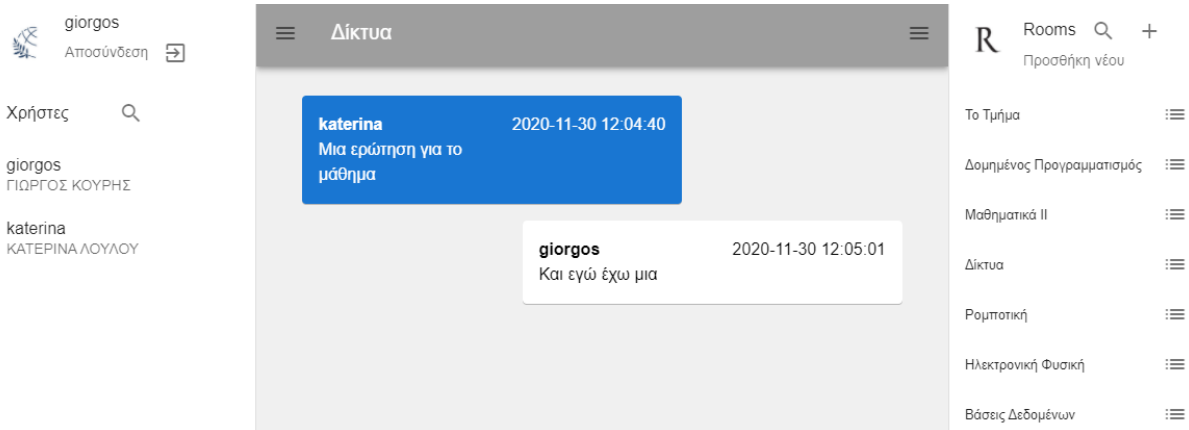 giorgos
Αποσύνδεση
Χρήστες
giorgos
ΓΙΩΡΓΟΣ ΚΟΥΡΗΣ
katerina
ΚΑΤΕΡΙΝΑ ΛΟΥΛΟΥ
Δίκτυα
katerina 2020-11-30 12:04:40
Μια ερώτηση για το
μάθημα
giorgos 2020-11-30 12:05:01
Και εγώ έχω μια
R
Rooms
Προσθήκη νέου
Το Τμήμα
Δομημένος Προγραμματισμός
Μαθηματικά ΙΙ
Δίκτυα
Ρομποτική
Ηλεκτρονική Φυσική
Βάσεις Δεδομένων